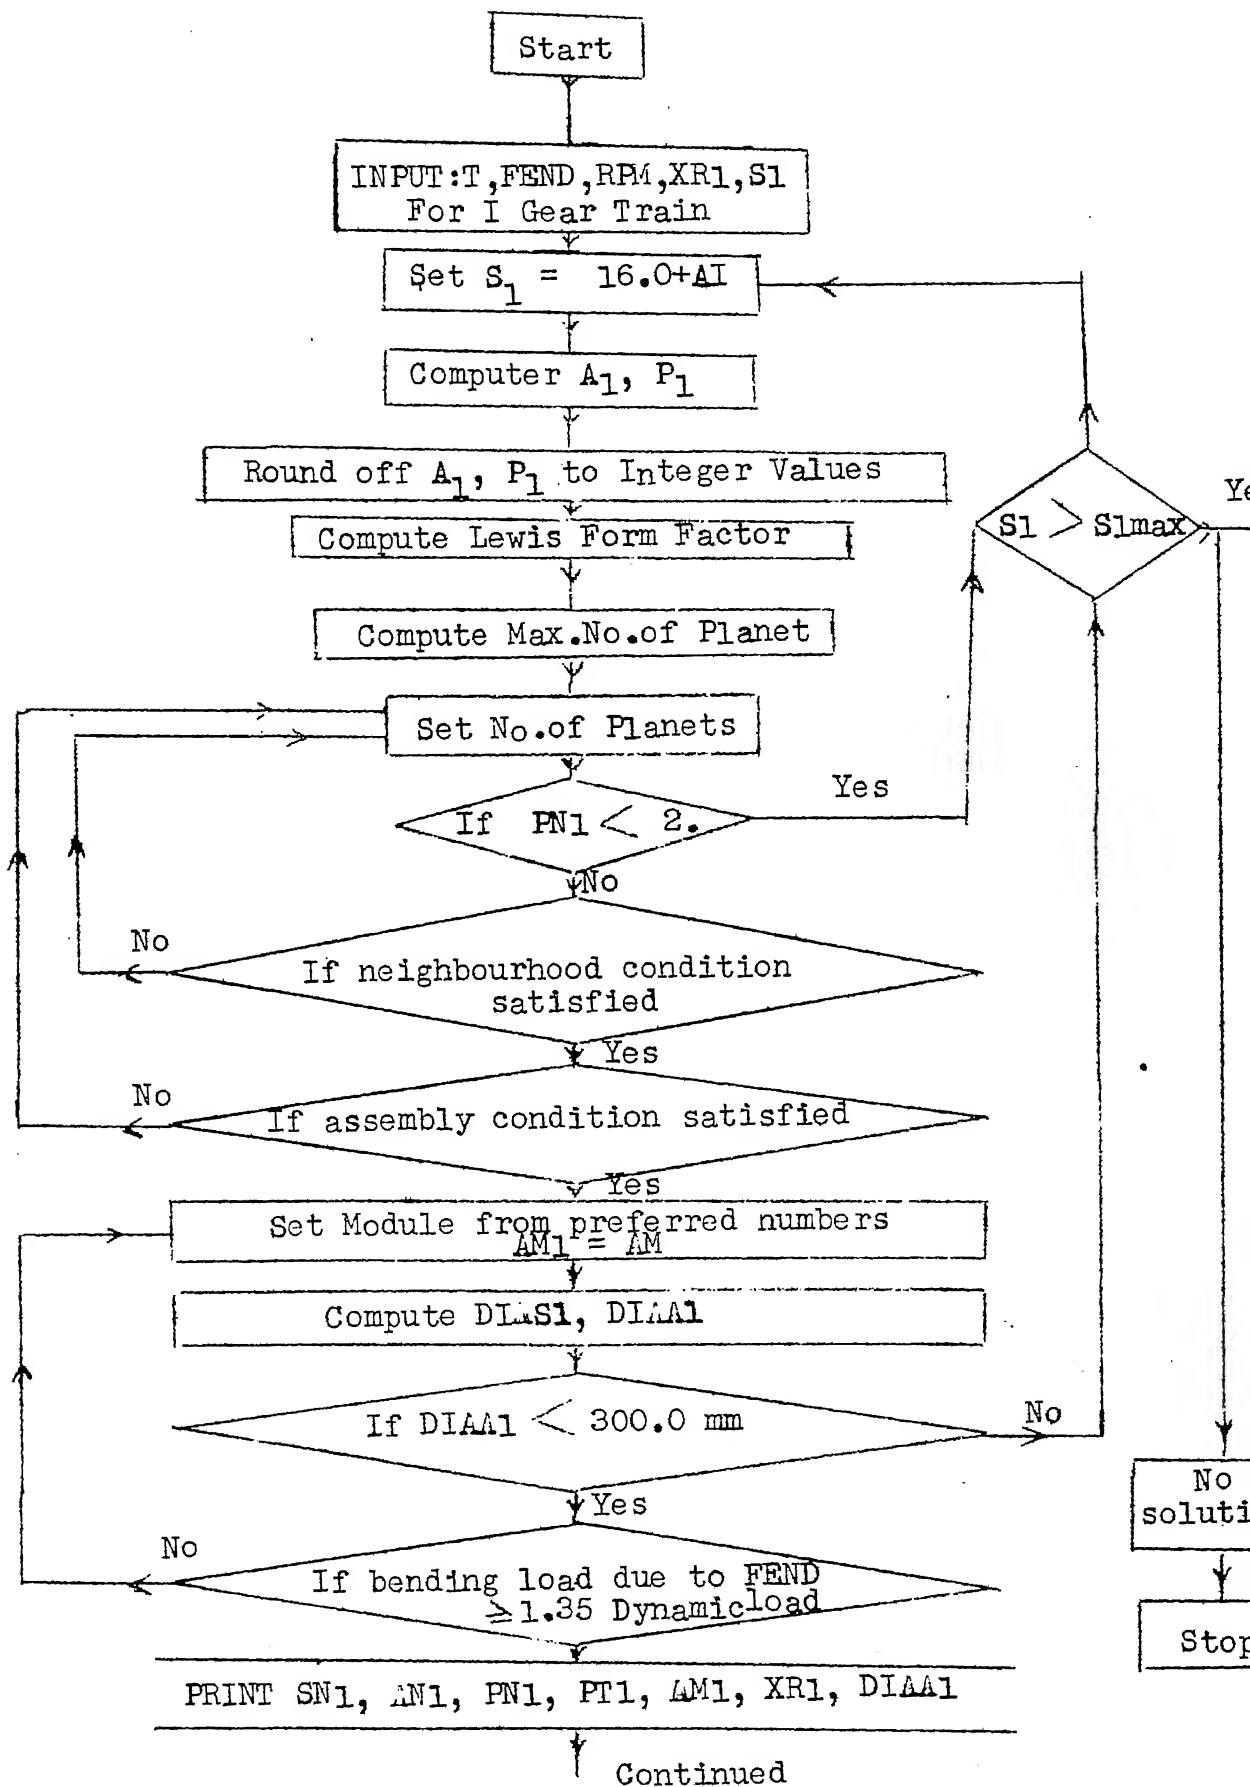 Start
INPUT:T,FEND,RPM,XR1,S1
For I Gear Train
Set S1 = 16.0+AI
Computer A1, P1
Round off A1, P1 to Integer Values
Compute Lewis Form Factor
S1 > S1max
Ye
Compute Max.No.of Planet
Set No.of Planets
If PN1 < 2.
Yes
No
If neighbourhood condition
satisfied
No
Yes
If assembly condition satisfied
No
Yes
Set Module from preferred numbers
AM1 = AM
Compute DIAS1, DIAA1
If DIAA1 < 300.0 mm
No
Yes
No
soluti
If bending load due to FEND
≥1.35 Dynamicload
No
Stop
PRINT SN1, AN1, PN1, PT1, AM1, XR1, DIAA1
Continued